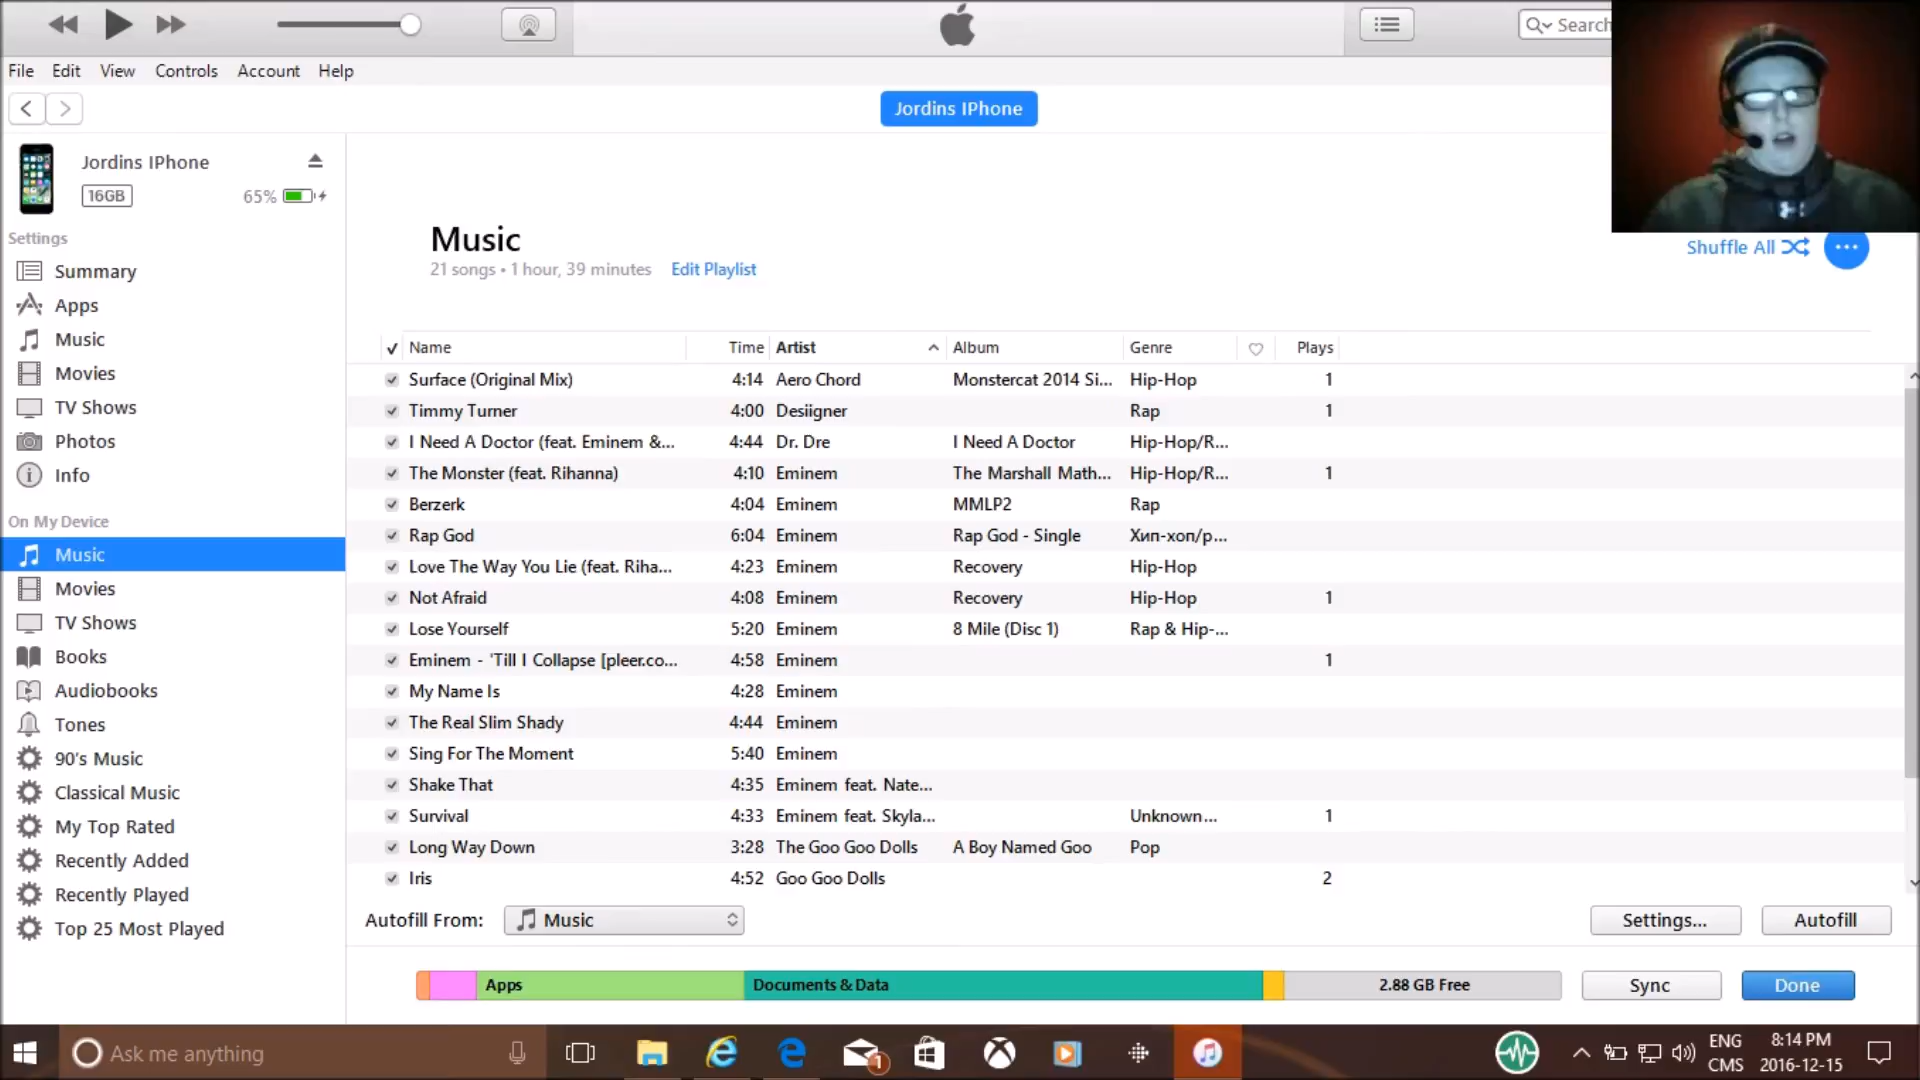 Search
File Edit View Controls Account Help
Jordins IPhone
Jordins IPhone
16GB 65%
Settings
Summary
Apps
Music
Movies
TV Shows
Photos
Info
On My Device
Music
Movies
TV Shows
Books
Audiobooks
Tones
90's Music
Classical Music
My Top Rated
Recently Added
Recently Played
Top 25 Most Played
Music
21 songs • 1 hour, 39 minutes Edit Playlist
Shuffle All
Name Time Artist Album Genre Plays
Surface (Original Mix) 4:14 Aero Chord Monstercat 2014 Si... Hip-Hop 1
Timmy Turner 4:00 Desiigner Rap 1
I Need A Doctor (feat. Eminem &... 4:44 Dr. Dre I Need A Doctor Hip-Hop/R...
The Monster (feat. Rihanna) 4:10 Eminem The Marshall Math... Hip-Hop/R... 1
Berzerk 4:04 Eminem MMLP2 Rap
Rap God 6:04 Eminem Rap God - Single Хип-хоп/р...
Love The Way You Lie (feat. Riha... 4:23 Eminem Recovery Hip-Hop
Not Afraid 4:08 Eminem Recovery Hip-Hop 1
Lose Yourself 5:20 Eminem 8 Mile (Disc 1) Rap & Hip-...
Eminem - 'Till I Collapse [pleer.co... 4:58 Eminem 1
My Name Is 4:28 Eminem
The Real Slim Shady 4:44 Eminem
Sing For The Moment 5:40 Eminem
Shake That 4:35 Eminem feat. Nate...
Survival 4:33 Eminem feat. Skyla... Unknown... 1
Long Way Down 3:28 The Goo Goo Dolls A Boy Named Goo Pop
Iris 4:52 Goo Goo Dolls 2
Autofill From: Music Settings... Autofill
Apps Documents & Data 2.88 GB Free Sync Done
Ask me anything
1
ENG
CMS
8:14 PM
2016-12-15